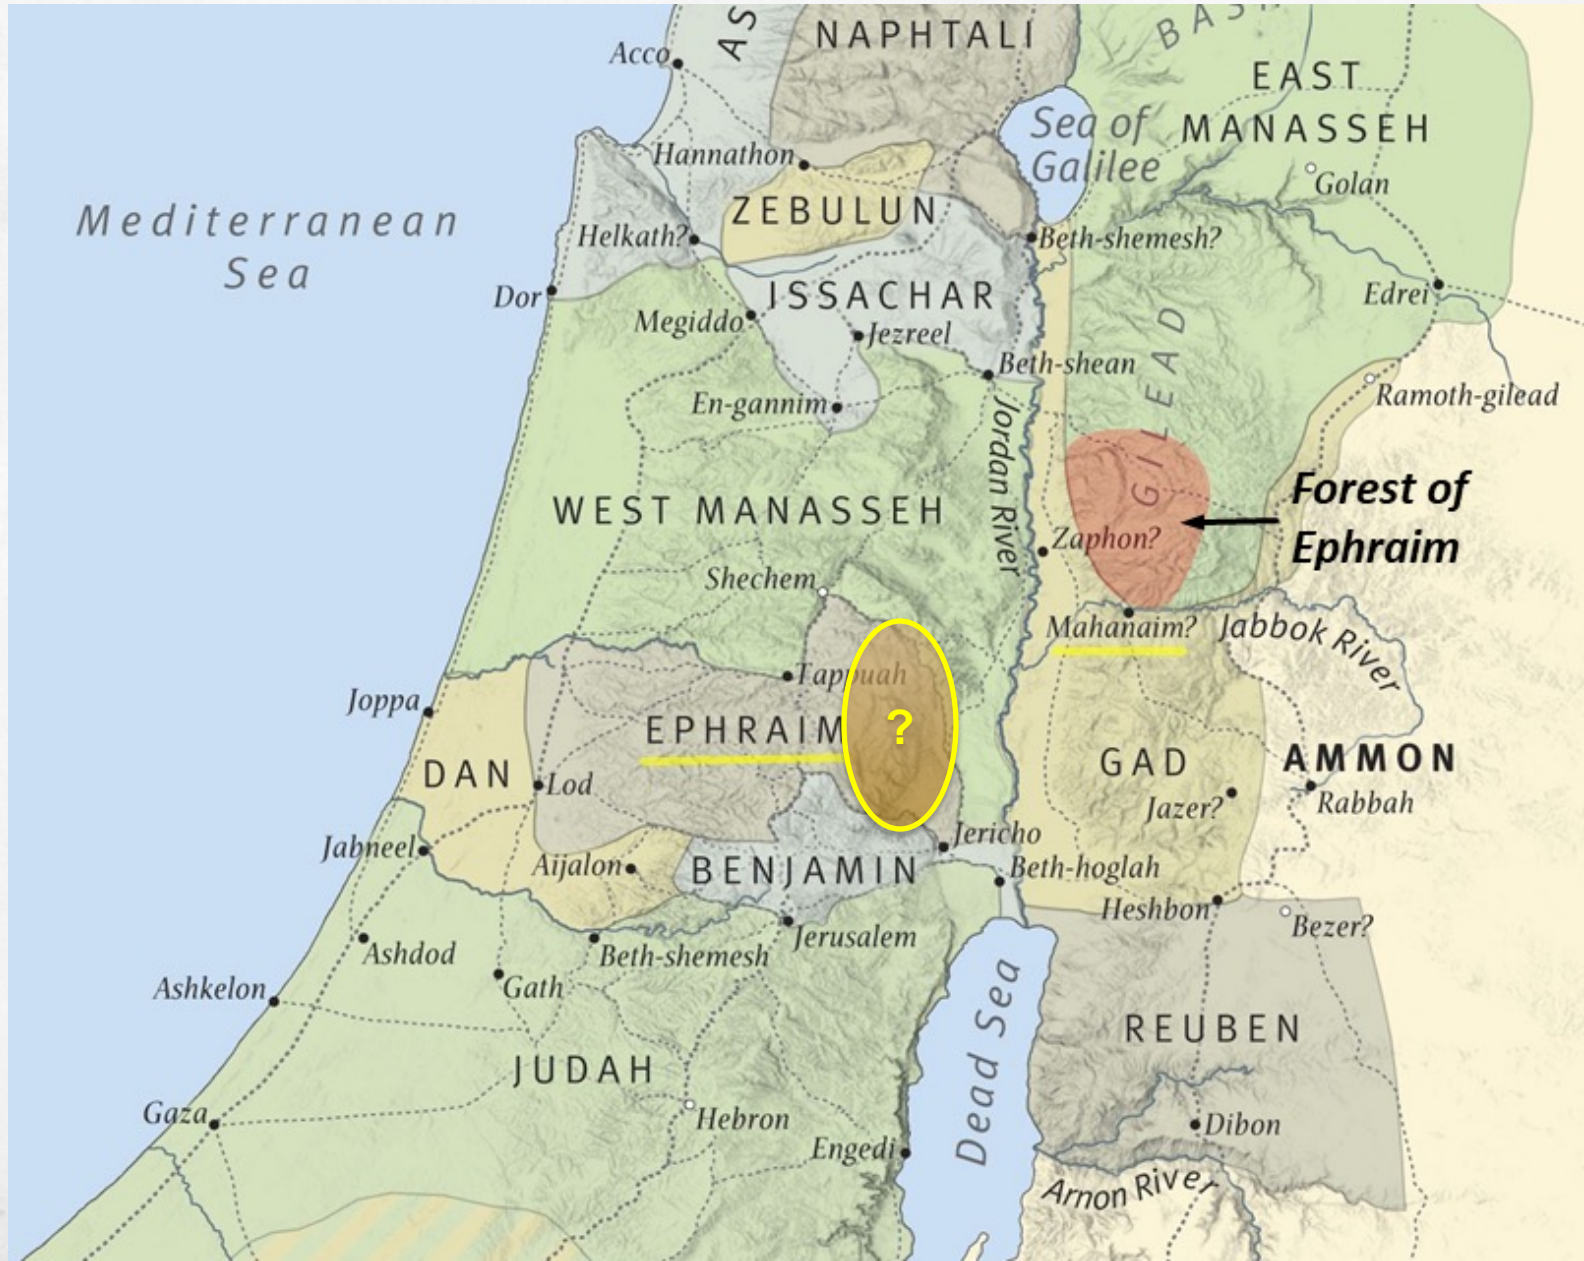 NAPHTALI
AS
BAS
Acco
EAST
MANASSEH
Sea of
Galilee
Hannathon
Golan
ZEBULUN
Mediterranean
Sea
Helkath?
Beth-shemesh?
Dor
ISSACHAR
Edrei
Megiddo
Jezreel
GILEAD
Beth-shean
Ramoth-gilead
En-gannim
Jordan River
WEST MANASSEH
Forest of
Ephraim
Zaphon?
Shechem
Mahanaim?
Jabbok River
Tappuah
Joppa
EPHRAIM
?
DAN
GAD
AMMON
Lod
Jazer?
Rabbah
Jericho
Jabneel
Aijalon
BENJAMIN
Beth-hoglah
Heshbon
Bezer?
Ashdod
Beth-shemesh
Jerusalem
Ashkelon
Gath
Dead Sea
REUBEN
JUDAH
Gaza
Hebron
Dibon
Engedi
Arnon River